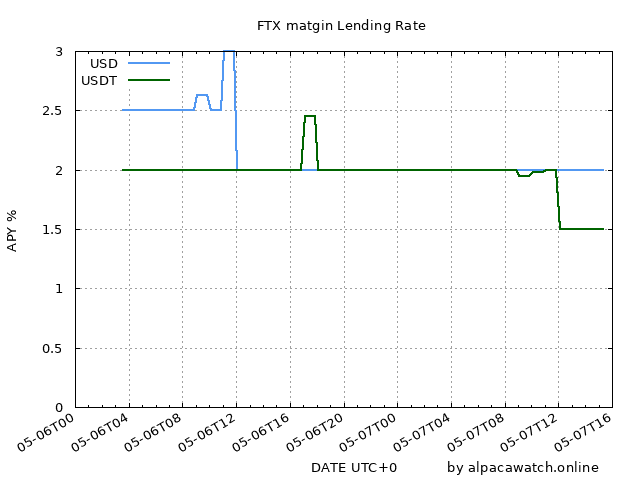 FTX matgin Lending Rate
3
USD
USDT
2.5
2
1.5
APY %
1
0.5
0
05-06T00
05-06T04
05-06T08
05-06T12
05-06T16
05-06T20
05-07T00
05-07T04
05-07T08
05-07T12
05-07T16
DATE UTC+0
by alpacawatch.online